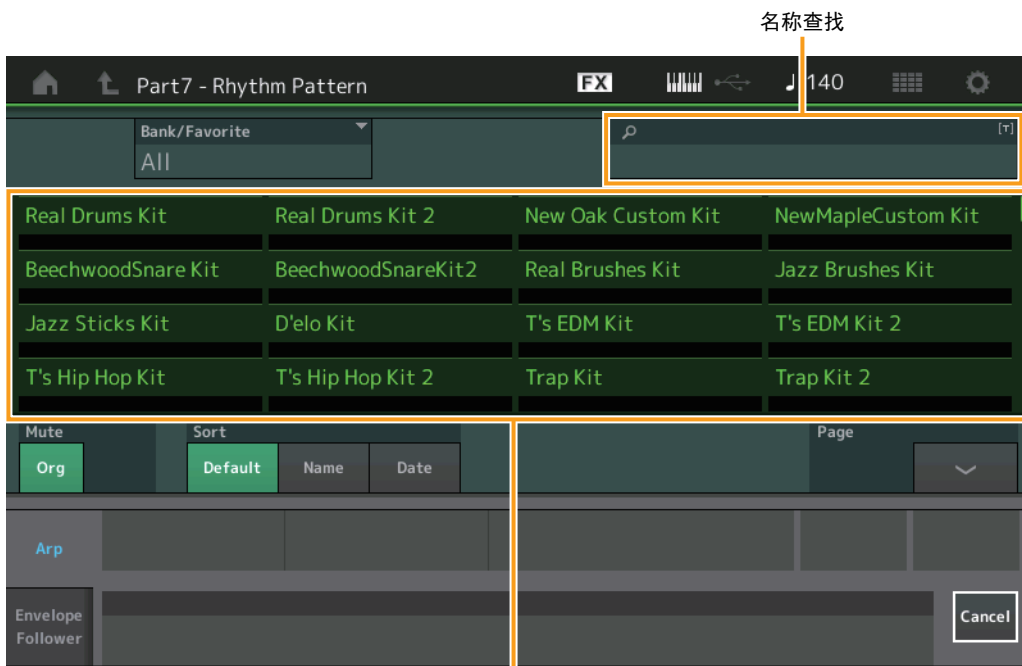 名称查找
Part7 - Rhythm Pattern
FX
♩ 140
Bank/Favorite
All
[T]
Real Drums Kit
Real Drums Kit 2
New Oak Custom Kit
NewMapleCustom Kit
BeechwoodSnare Kit
BeechwoodSnareKit2
Real Brushes Kit
Jazz Brushes Kit
Jazz Sticks Kit
D'elo Kit
T's EDM Kit
T's EDM Kit 2
T's Hip Hop Kit
T's Hip Hop Kit 2
Trap Kit
Trap Kit 2
Mute
Sort
Page
Org
Default
Name
Date
Arp
Envelope
Follower
Cancel